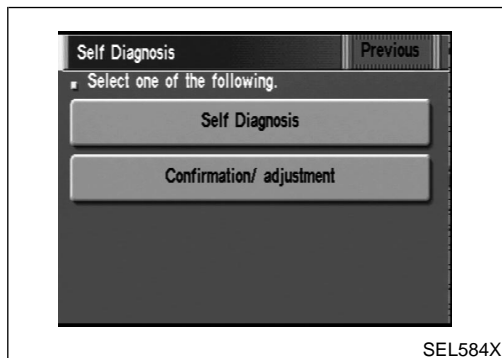 Self Diagnosis Previous
Select one of the following.
Self Diagnosis
Confirmation/ adjustment
SEL584X